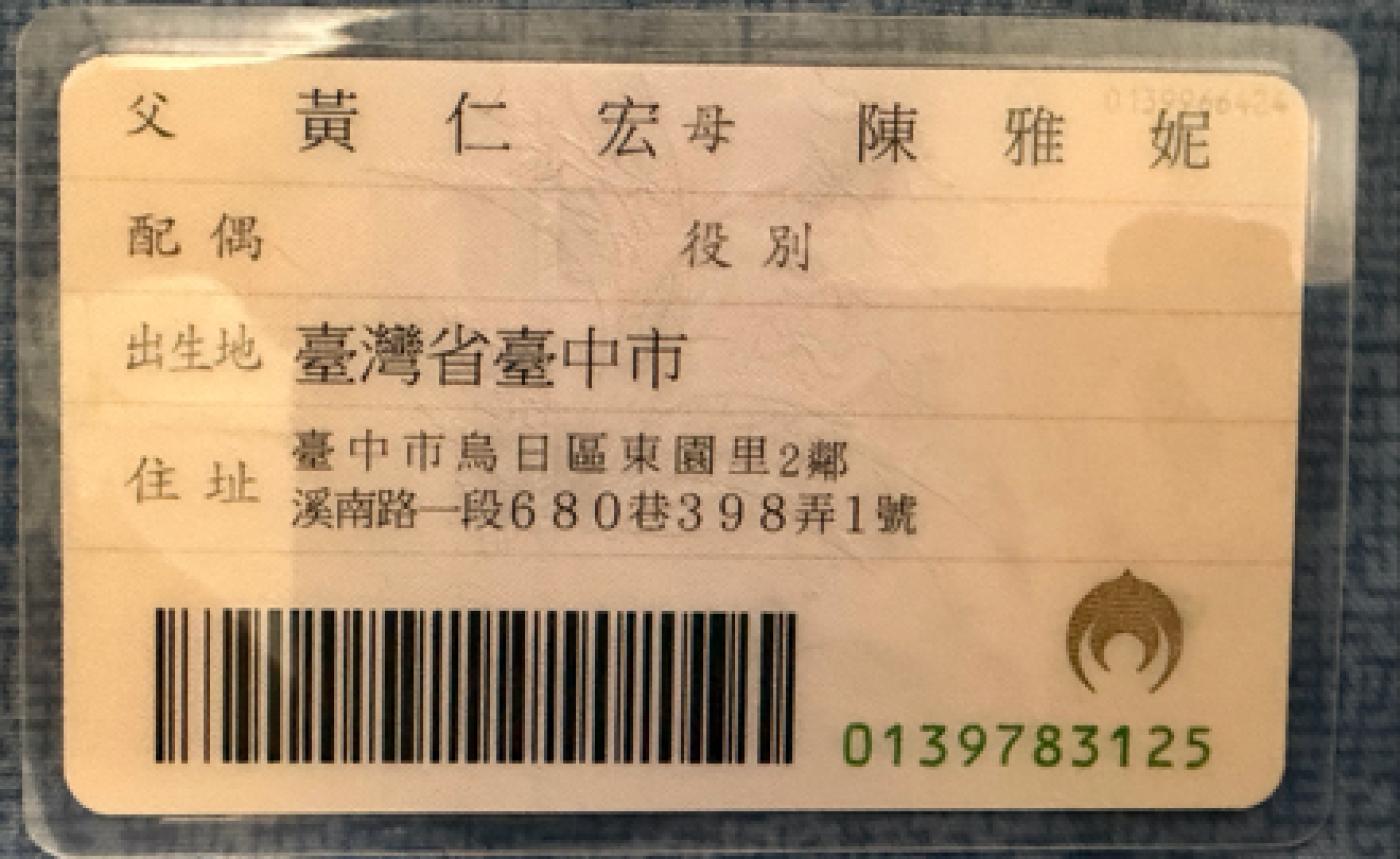 0139966424
父 黃仁宏 母 陳雅妮
配偶 役別
出生地 臺灣省臺中市
住址 臺中市烏日區東園里2鄰
溪南路一段680巷398弄1號
0139783125